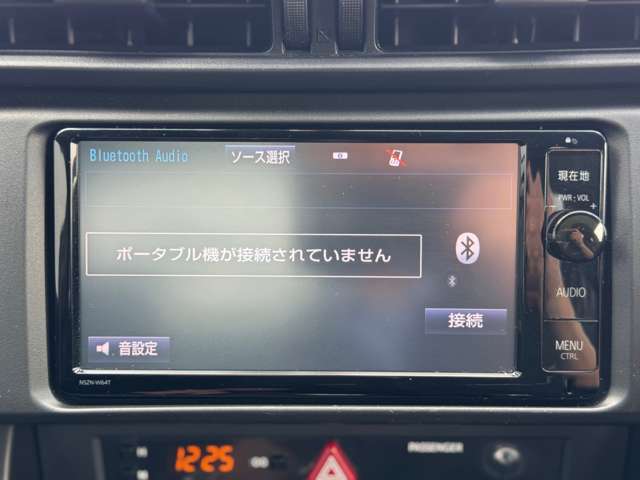 Bluetooth Audio ソース選択
現在地
PWR・VOL
+
ポータブル機が接続されていません
AUDIO
接続
音設定
MENU
CTRL
NSZN-W64T
PASSENGER
12:25